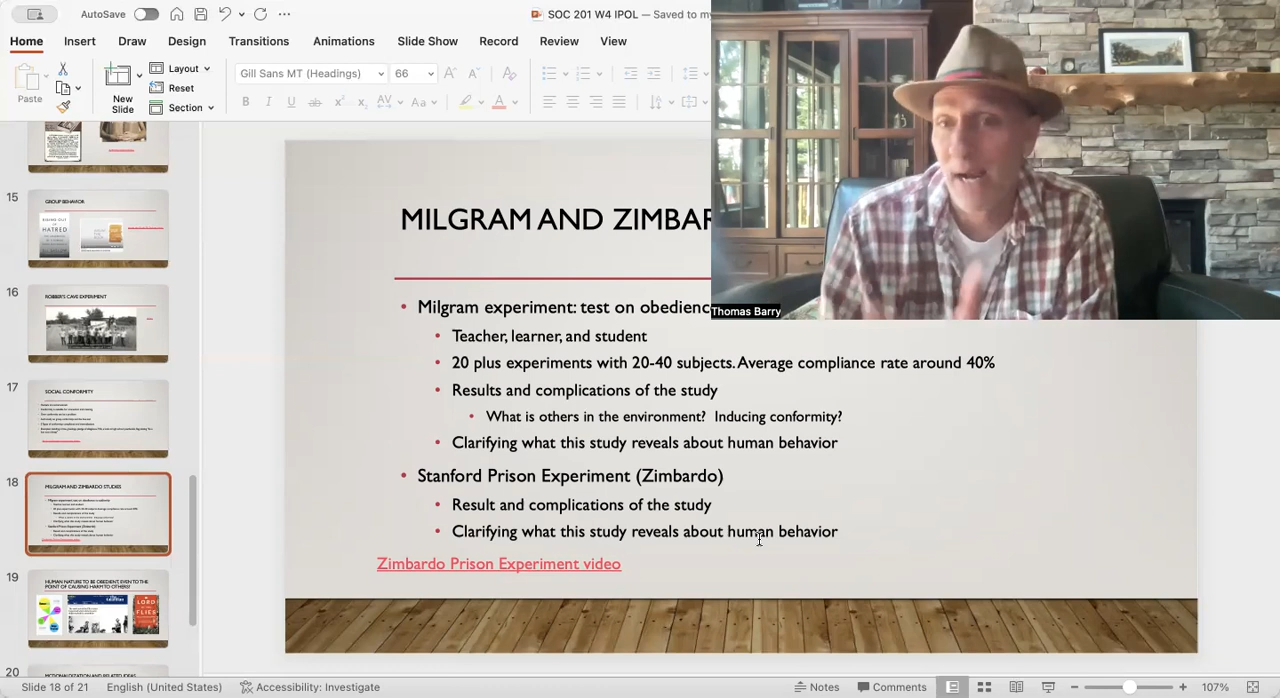 AutoSave
SOC 201 W4 IPOL — Saved to my
Home Insert Draw Design Transitions Animations Slide Show Record Review View
Paste
New Slide
Layout
Reset
Section
Gill Sans MT (Headings) 66
15
GROUP BEHAVIOR
HATRED
16
ROBBER'S CAVE EXPERIMENT
17
SOCIAL CONFORMITY
18
MILGRAM AND ZIMBARDO STUDIES
19
HUMAN NATURE TO BE OBEDIENT, EVEN TO THE
POINT OF CAUSING HARM TO OTHERS!
LORD
FLIES
20
MILGRAM AND ZIMBAR
Milgram experiment: test on obedienc
Teacher, learner, and student
20 plus experiments with 20-40 subjects. Average compliance rate around 40%
Results and complications of the study
What is others in the environment? Inducing conformity?
Clarifying what this study reveals about human behavior
Stanford Prison Experiment (Zimbardo)
Result and complications of the study
Clarifying what this study reveals about human behavior
Zimbardo Prison Experiment video
Thomas Barry
Slide 18 of 21 English (United States) Accessibility: Investigate Notes Comments 107%